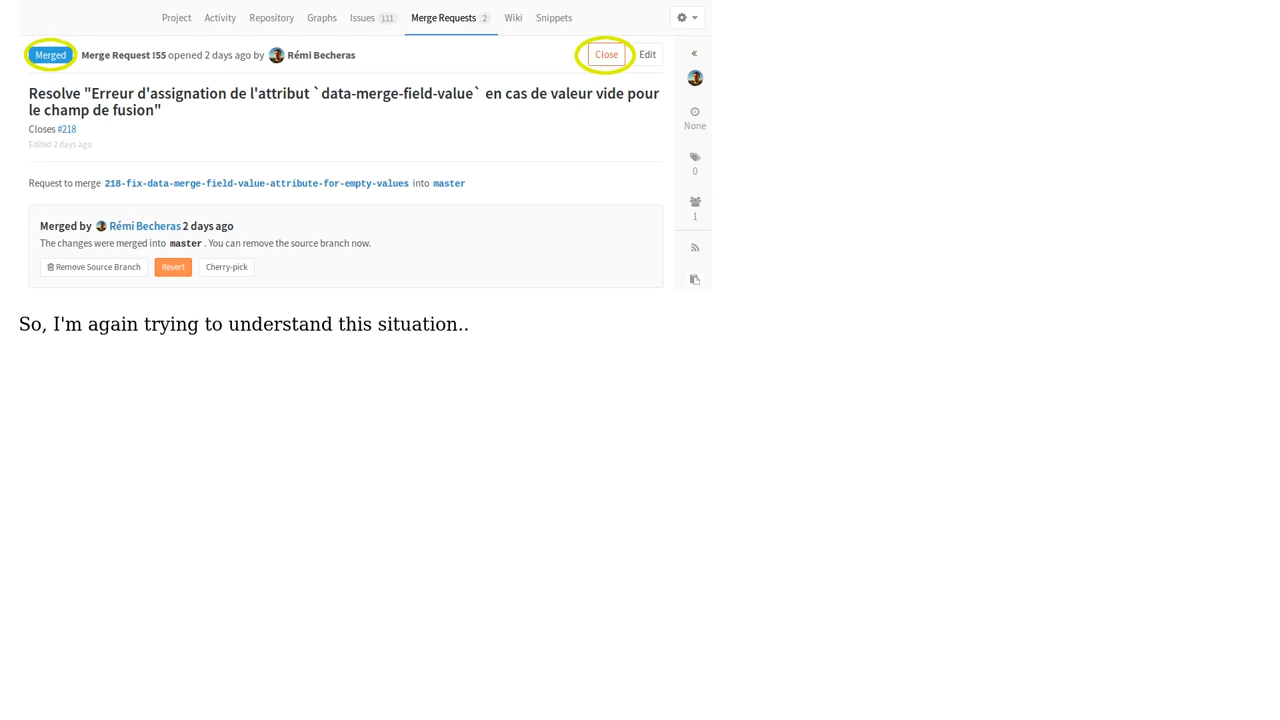 Project Activity Repository Graphs Issues 111 Merge Requests 2 Wiki Snippets
Merged Merge Request !55 opened 2 days ago by Rémi Becheras Close Edit
Resolve "Erreur d'assignation de l'attribut `data-merge-field-value` en cas de valeur vide pour
le champ de fusion"
Closes #218
Edited 2 days ago
Request to merge 218-fix-data-merge-field-value-attribute-for-empty-values into master
Merged by Rémi Becheras 2 days ago
The changes were merged into master. You can remove the source branch now.
Remove Source Branch Revert Cherry-pick
«
None
0
1
So, I'm again trying to understand this situation..